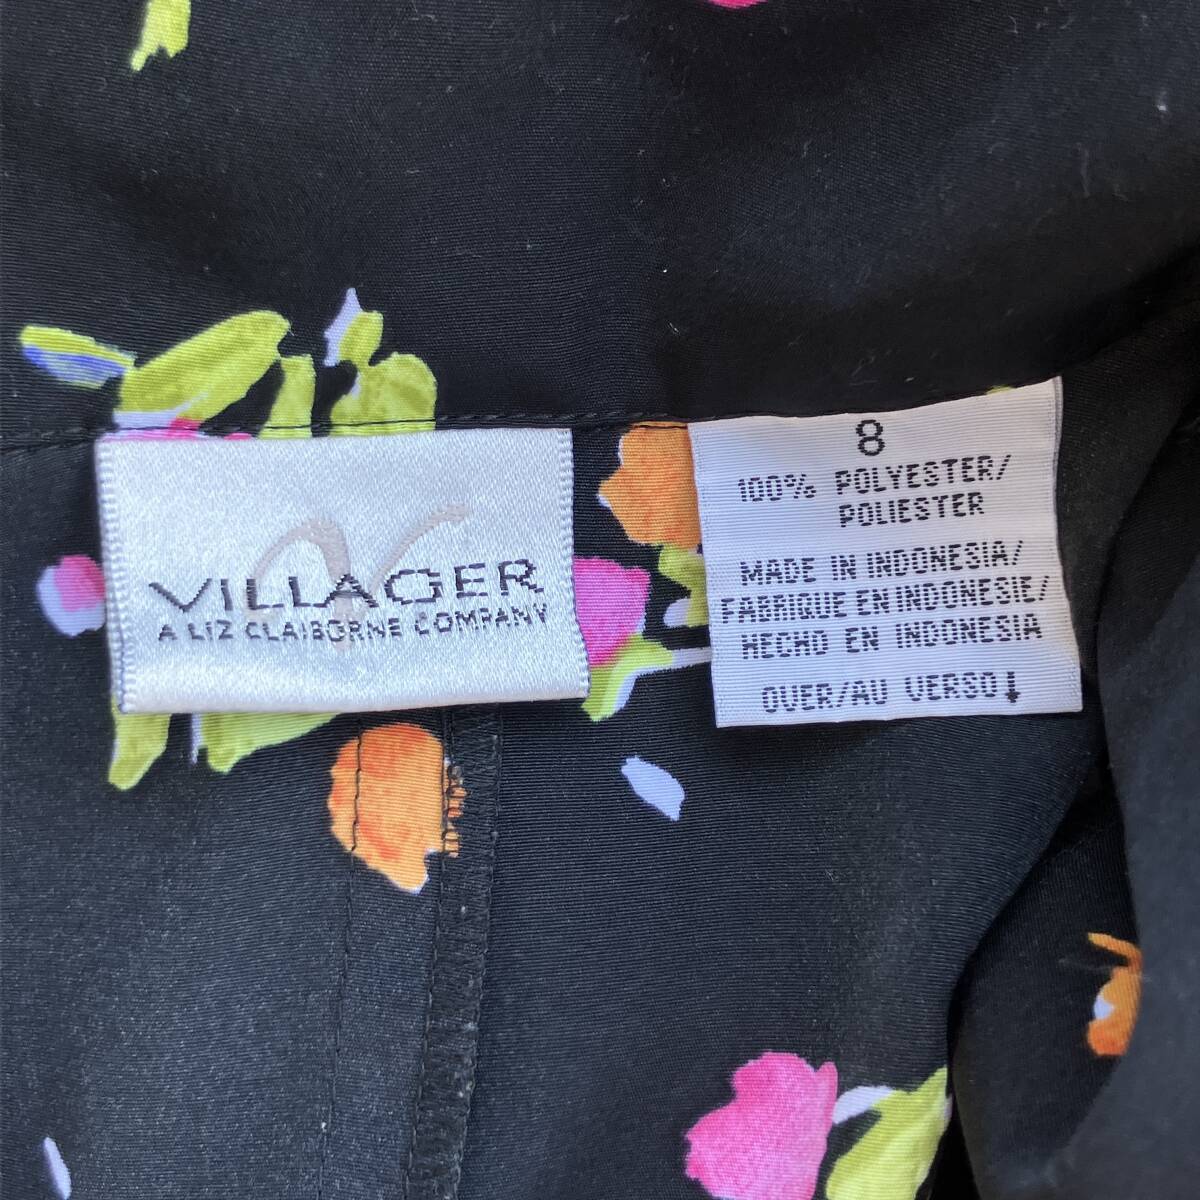 VILLAGER
A LIZ CLAIBORNE COMPANY
8
100% POLYESTER/
POLIESTER
MADE IN INDONESIA/
FABRIQUE EN INDONESIE/
HECHO EN INDONESIA
OVER/AU VERSO↓